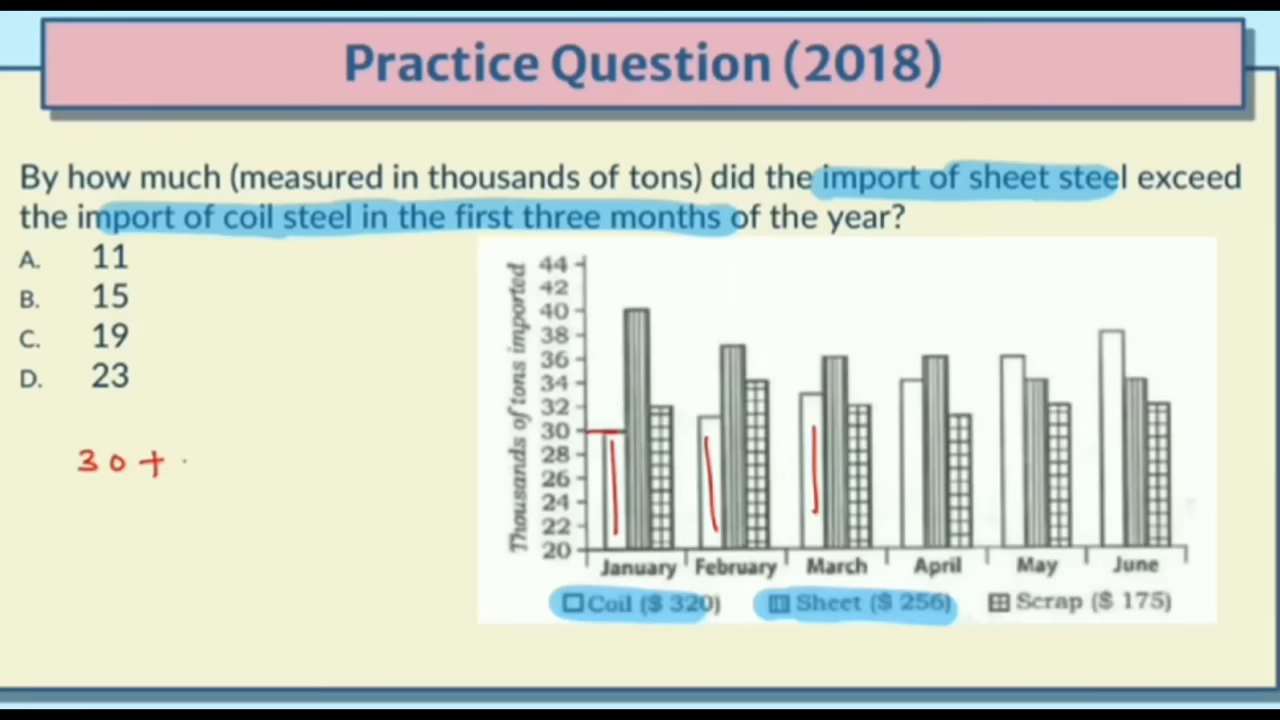 Practice Question (2018)
By how much (measured in thousands of tons) did the import of sheet steel exceed
the import of coil steel in the first three months of the year?
A. 11
B. 15
C. 19
D. 23
30+
Thousands of tons imported
44
42
40
38
36
34
32
30
28
26
24
22
20
January February March April May June
Coil ($ 320) Sheet ($ 256) Scrap ($ 175)